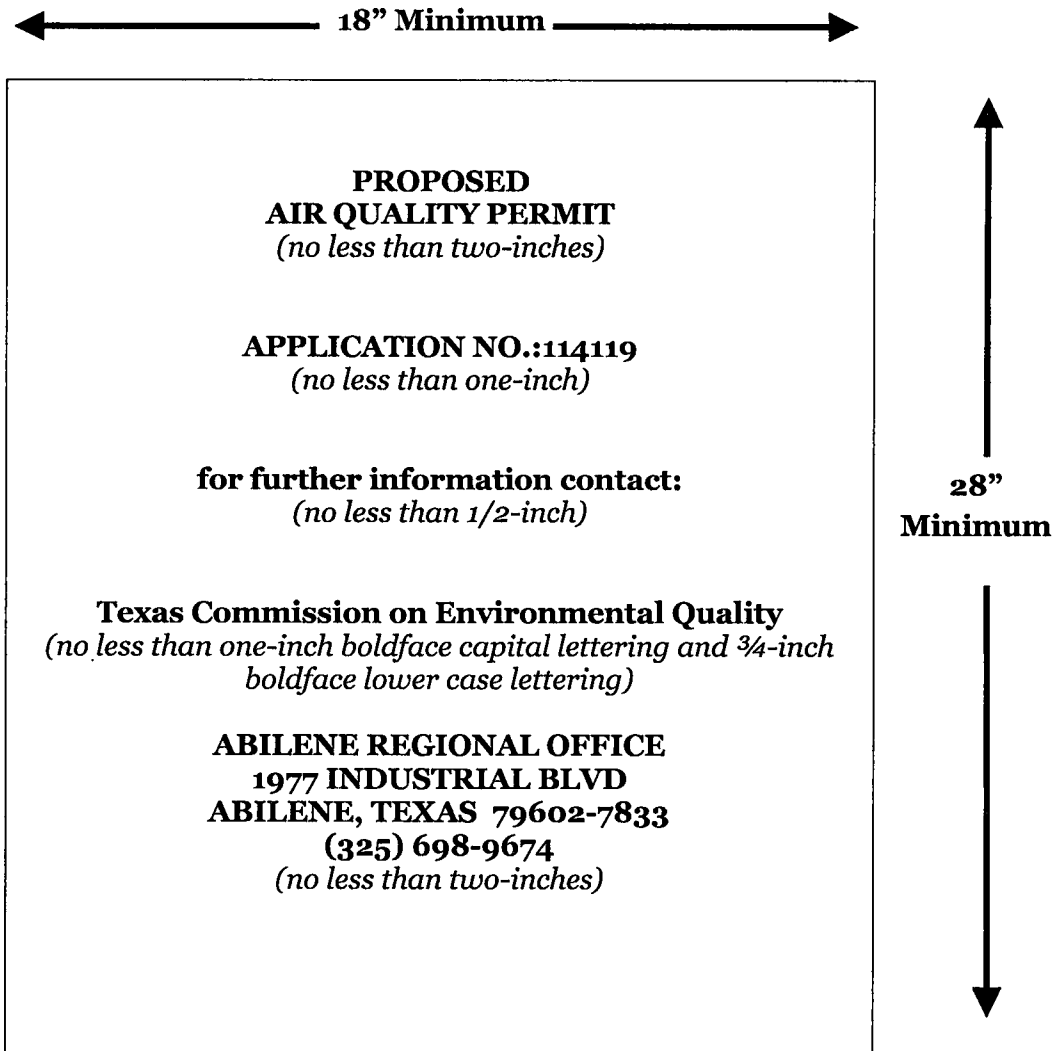 18” Minimum
PROPOSED
AIR QUALITY PERMIT
(no less than two-inches)
APPLICATION NO.:114119
(no less than one-inch)
for further information contact:
(no less than 1/2-inch)
28”
Minimum
Texas Commission on Environmental Quality
(no less than one-inch boldface capital lettering and ¾-inch
boldface lower case lettering)
ABILENE REGIONAL OFFICE
1977 INDUSTRIAL BLVD
ABILENE, TEXAS 79602-7833
(325) 698-9674
(no less than two-inches)